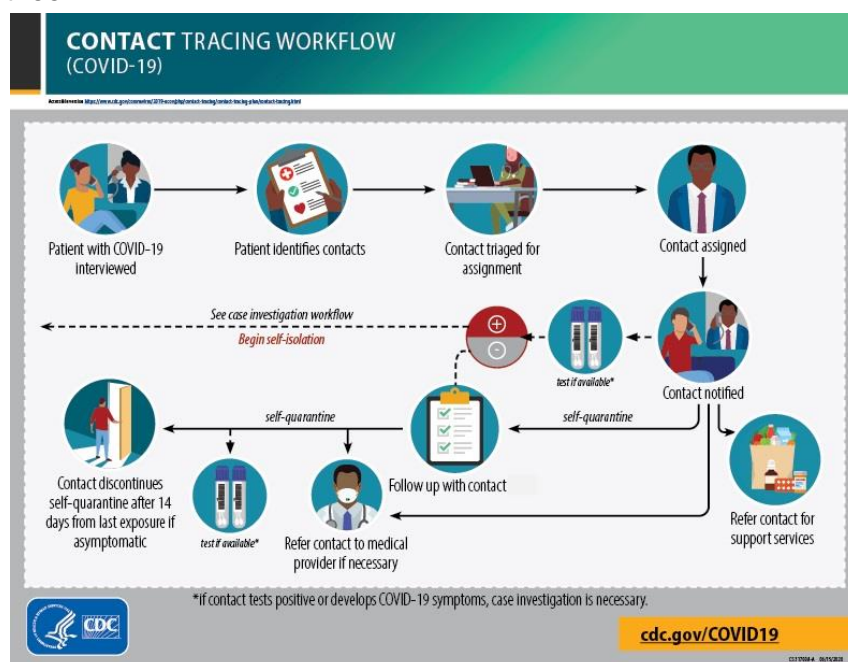 CONTACT TRACING WORKFLOW
(COVID-19)
Patient with COVID-19
interviewed
Patient identifies contacts
Contact triaged for
assignment
Contact assigned
See case investigation workflow
Begin self-isolation
+
-
test if available*
Contact notified
self-quarantine
self-quarantine
Contact discontinues
self-quarantine after 14
days from last exposure if
asymptomatic
test if available*
Refer contact to medical
provider if necessary
Follow up with contact
Refer contact for
support services
*if contact tests positive or develops COVID-19 symptoms, case investigation is necessary.
CDC
cdc.gov/COVID19